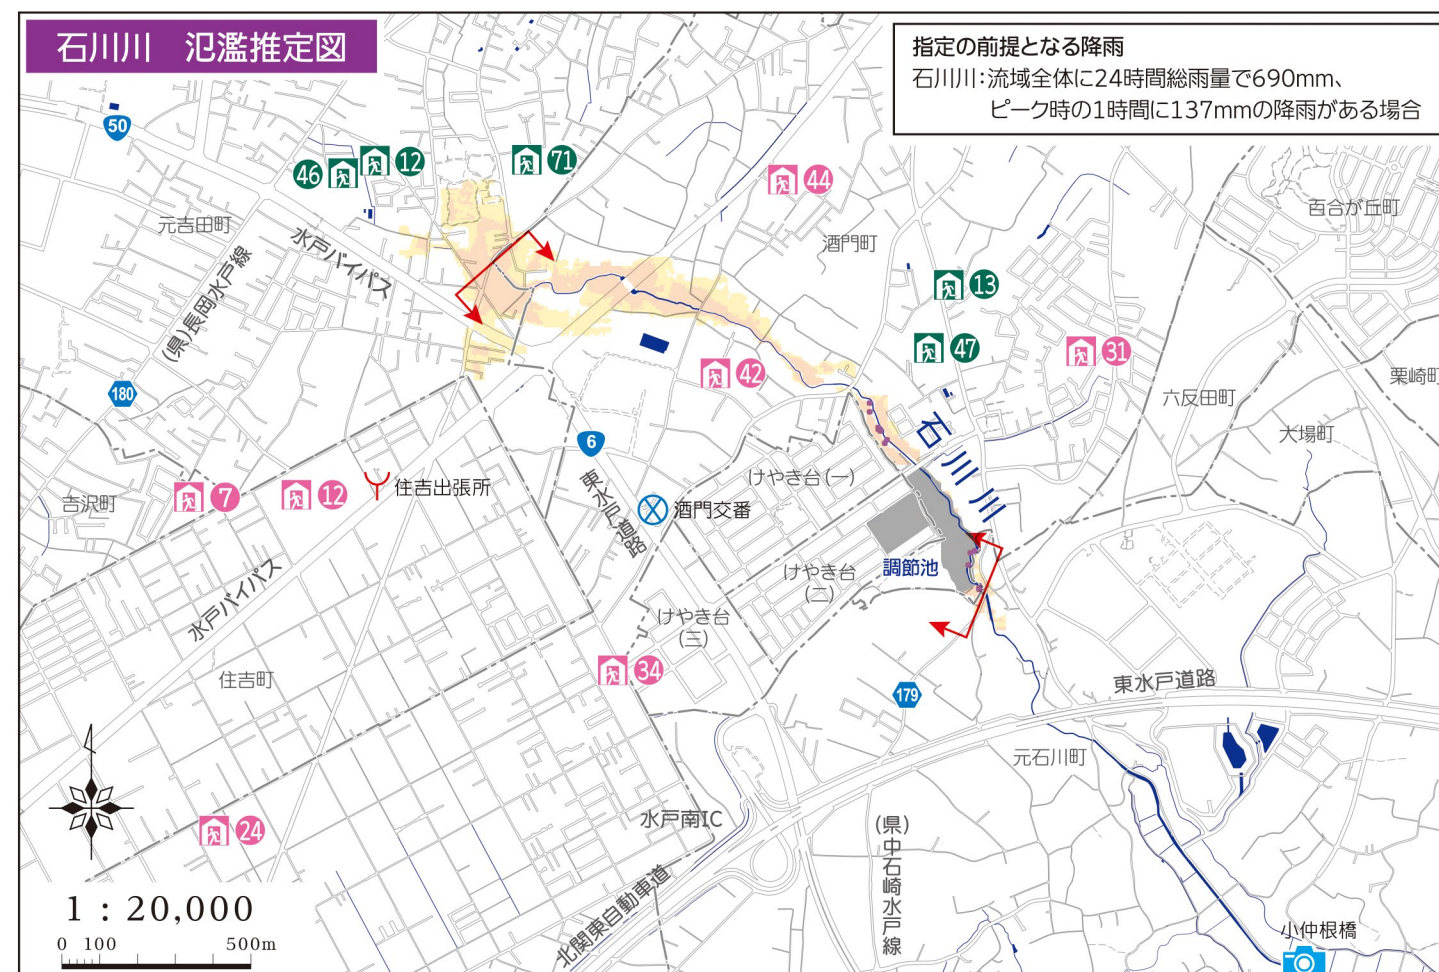 石川川　氾濫推定図
指定の前提となる降雨
石川川：流域全体に24時間総雨量で690mm、
ピーク時の1時間に137mmの降雨がある場合
50
46
12
71
44
元吉田町
水戸バイパス
(県)長岡水戸線
酒門町
百合が丘町
13
47
31
42
180
六反田町
栗崎町
大場町
6
石川川
けやき台(一)
吉沢町
7
12
住吉出張所
東水戸道路
酒門交番
調節池
けやき台
(二)
水戸バイパス
けやき台
(三)
住吉町
34
179
東水戸道路
元石川町
24
水戸南IC
(県)中石崎水戸線
北関東自動車道
小仲根橋
1：20,000
0 100 500m